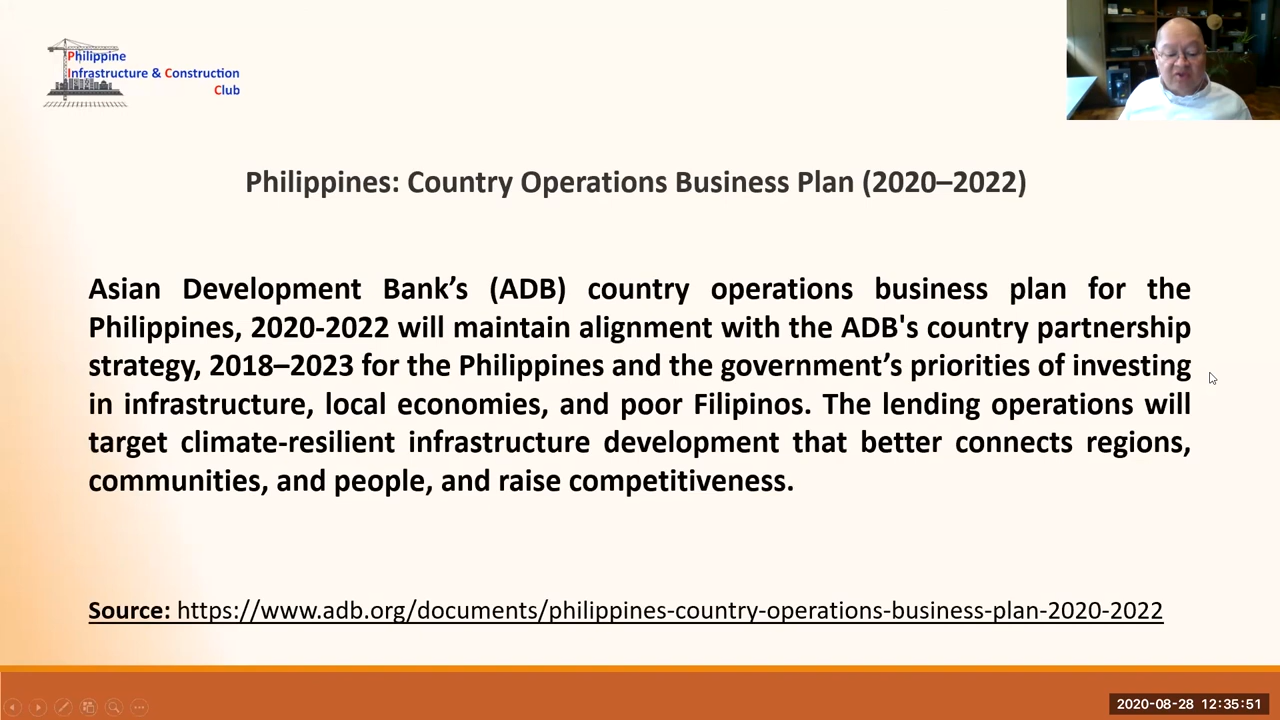 Philippine
Infrastructure & Construction
Club
Philippines: Country Operations Business Plan (2020–2022)
Asian Development Bank’s (ADB) country operations business plan for the
Philippines, 2020-2022 will maintain alignment with the ADB's country partnership
strategy, 2018–2023 for the Philippines and the government’s priorities of investing
in infrastructure, local economies, and poor Filipinos. The lending operations will
target climate-resilient infrastructure development that better connects regions,
communities, and people, and raise competitiveness.
Source: https://www.adb.org/documents/philippines-country-operations-business-plan-2020-2022
2020-08-28 12:35:51